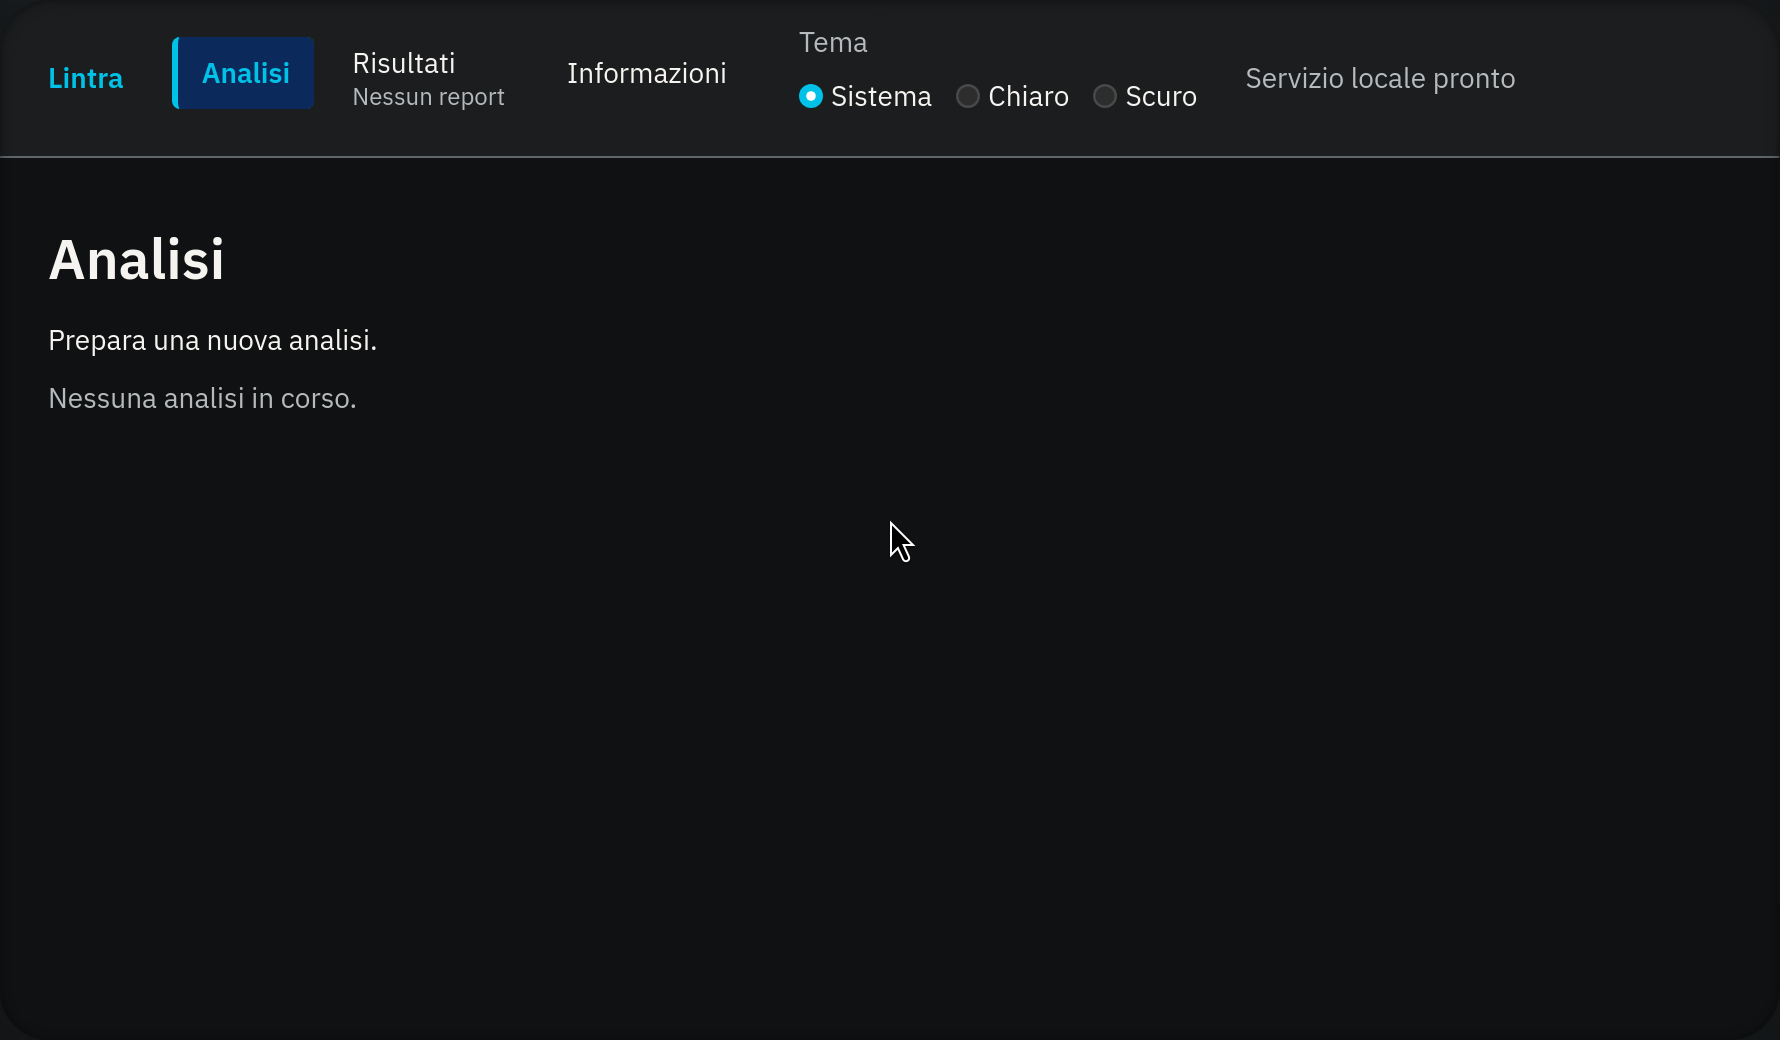 Lintra
Analisi
Risultati
Nessun report
Informazioni
Tema
Sistema Chiaro Scuro
Servizio locale pronto
Analisi
Prepara una nuova analisi.
Nessuna analisi in corso.